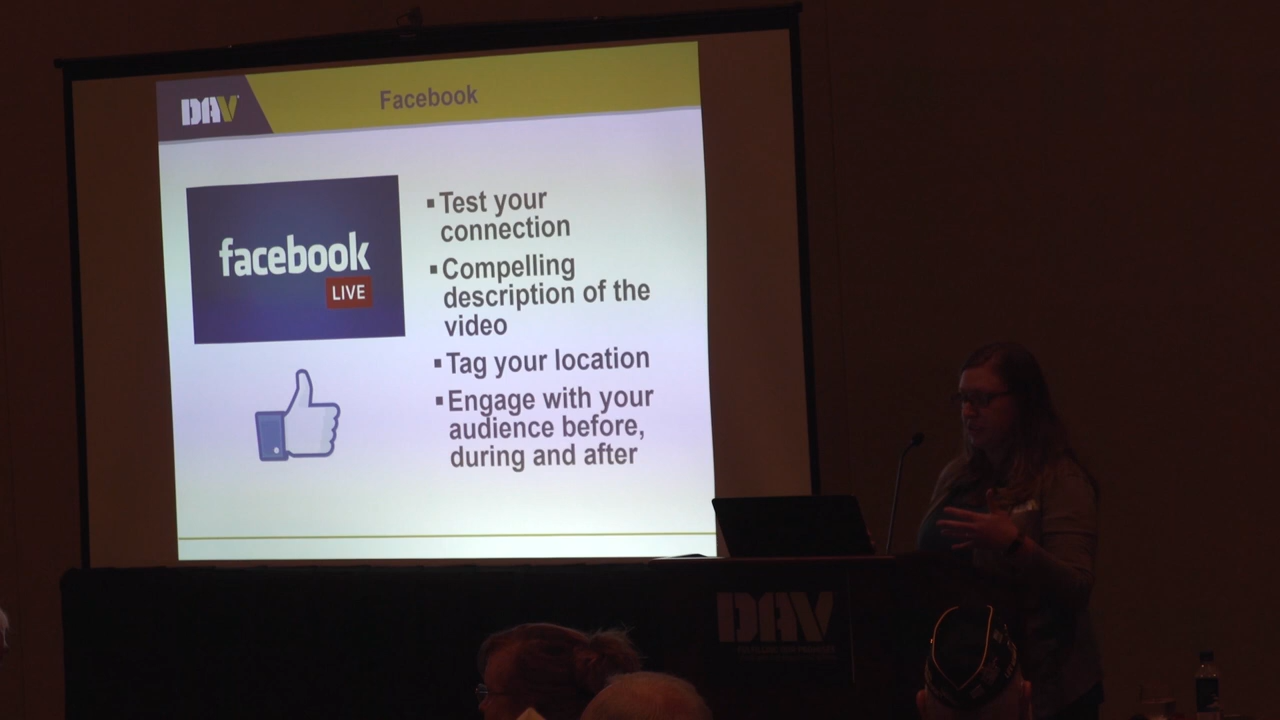 DAV
Facebook
facebook
LIVE
▪ Test your
connection
▪ Compelling
description of the
video
▪ Tag your location
▪ Engage with your
audience before,
during and after
DAV